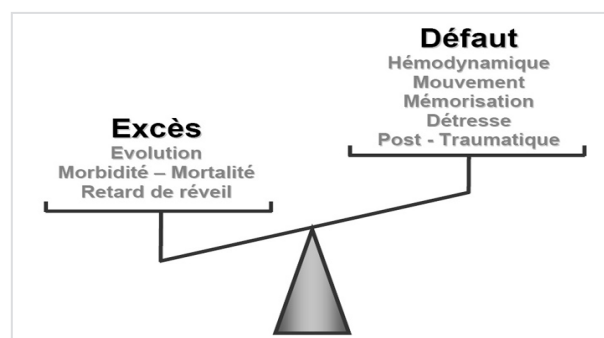 Défaut
Hémodynamique
Mouvement
Mémorisation
Détresse
Post - Traumatique
Excès
Evolution
Morbidité – Mortalité
Retard de réveil